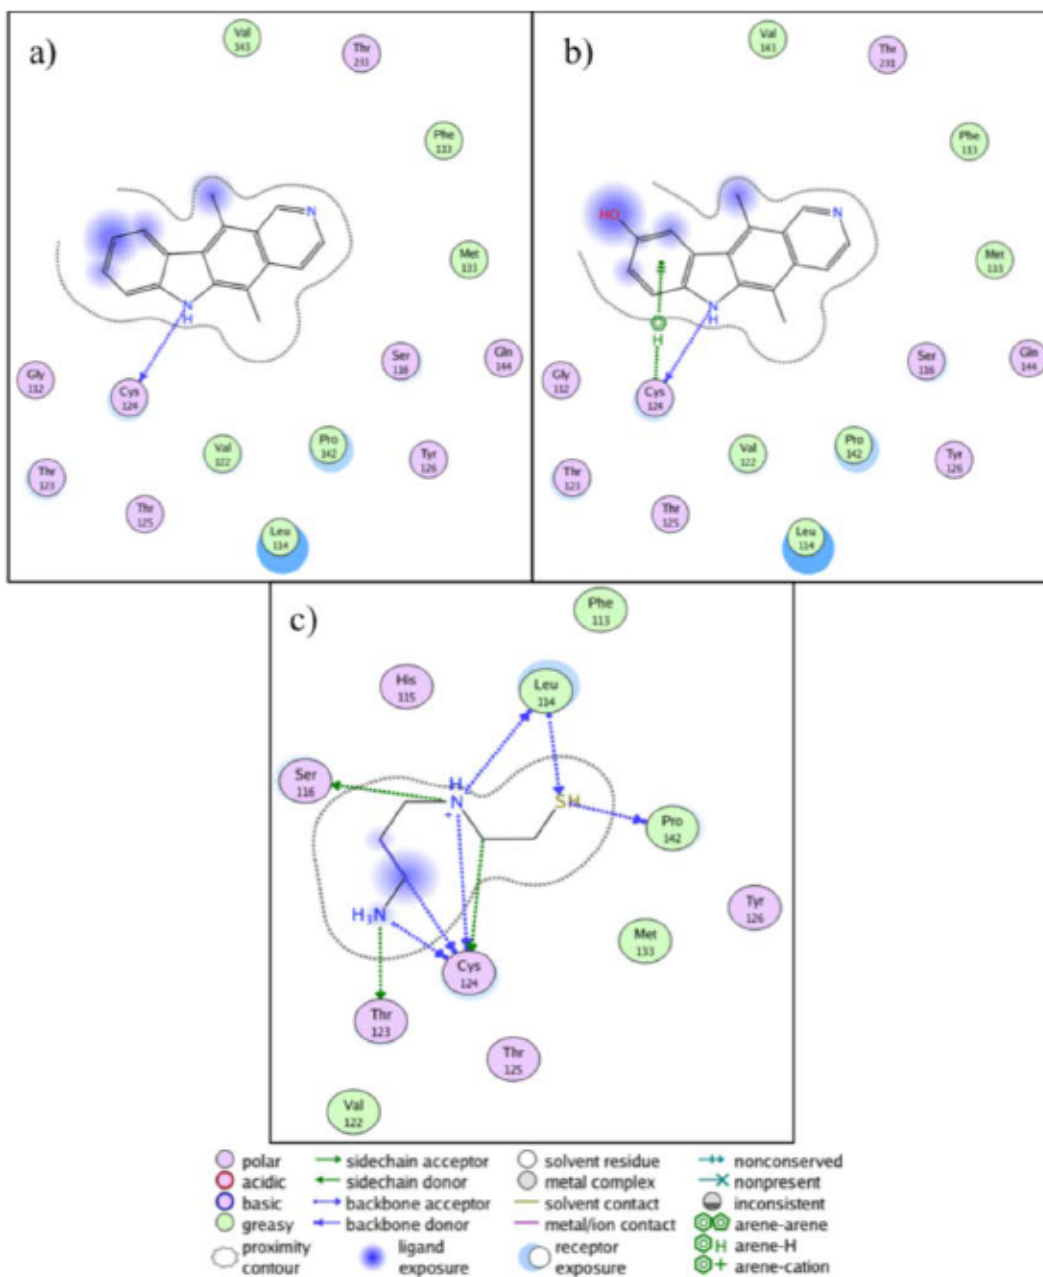 a)
Val
143
Thr
231
Phe
113
Met
133
N
N
H
Ser
116
Gln
144
Gly
112
Cys
124
Val
122
Pro
142
Tyr
126
Thr
123
Thr
125
Leu
114
b)
Val
143
Thr
231
Phe
113
Met
133
HO
N
N
H
H
Ser
116
Gln
144
Gly
112
Cys
124
Val
122
Pro
142
Tyr
126
Thr
123
Thr
125
Leu
114
c)
Phe
113
His
115
Leu
114
Ser
116
H₂
N
+
SH
Pro
142
H₃N
+
Tyr
126
Met
133
Cys
124
Thr
123
Thr
125
Val
122
polar
acidic
basic
greasy
proximity
contour
sidechain acceptor
sidechain donor
backbone acceptor
backbone donor
ligand
exposure
solvent residue
metal complex
solvent contact
metal/ion contact
receptor
exposure
nonconserved
nonpresent
inconsistent
arene-arene
H arene-H
+ arene-cation